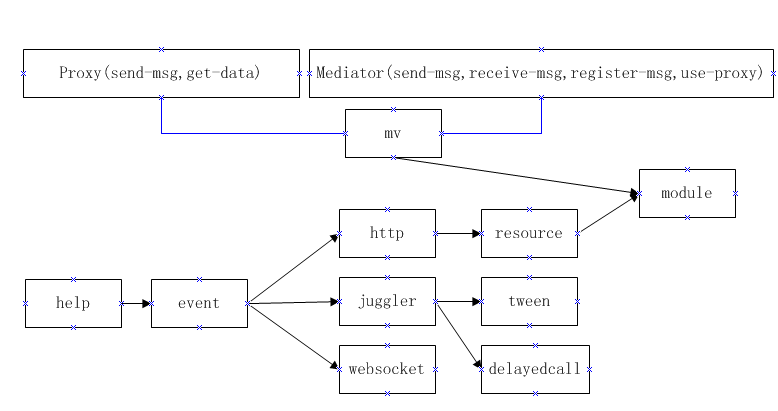 Proxy(send-msg,get-data)
Mediator(send-msg,receive-msg,register-msg,use-proxy)
mv
module
http
resource
help
event
juggler
tween
websocket
delayedcall